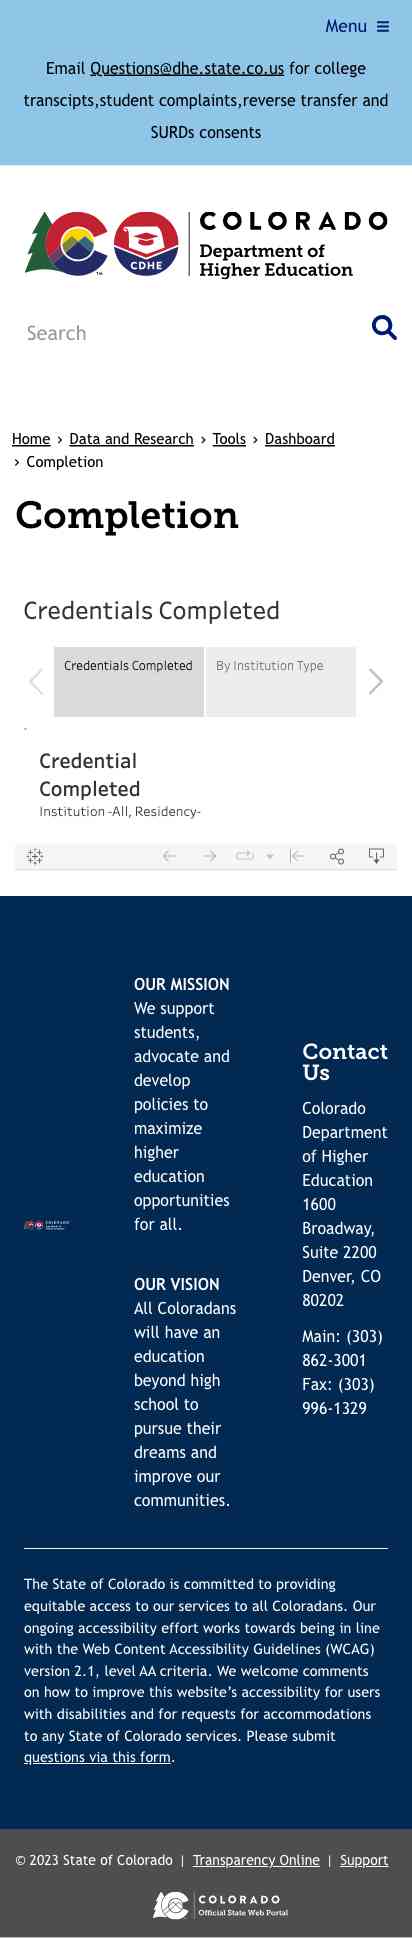 Menu
Email Questions@dhe.state.co.us for college
transcipts,student complaints,reverse transfer and
SURDs consents
COLORADO
Department of
Higher Education
CDHE
TM
Search
Home › Data and Research › Tools › Dashboard
› Completion
Completion
Credentials Completed
Credentials Completed
By Institution Type
Credential
Completed
Institution -All, Residency-
OUR MISSION
We support
students,
advocate and
develop
policies to
maximize
higher
education
opportunities
for all.
OUR VISION
All Coloradans
will have an
education
beyond high
school to
pursue their
dreams and
improve our
communities.
Contact
Us
Colorado
Department
of Higher
Education
1600
Broadway,
Suite 2200
Denver, CO
80202
Main: (303)
862-3001
Fax: (303)
996-1329
The State of Colorado is committed to providing
equitable access to our services to all Coloradans. Our
ongoing accessibility effort works towards being in line
with the Web Content Accessibility Guidelines (WCAG)
version 2.1, level AA criteria. We welcome comments
on how to improve this website’s accessibility for users
with disabilities and for requests for accommodations
to any State of Colorado services. Please submit
questions via this form.
© 2023 State of Colorado | Transparency Online | Support
COLORADO
Official State Web Portal